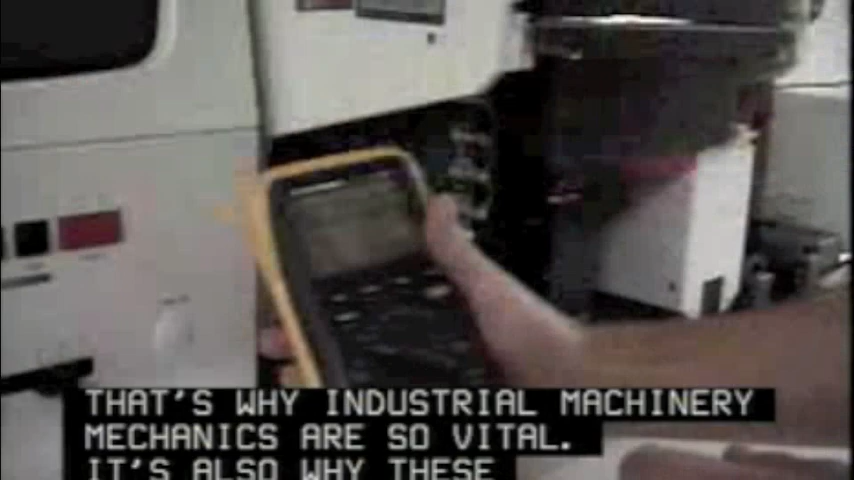 THAT'S WHY INDUSTRIAL MACHINERY
MECHANICS ARE SO VITAL.
IT'S ALSO WHY THESE